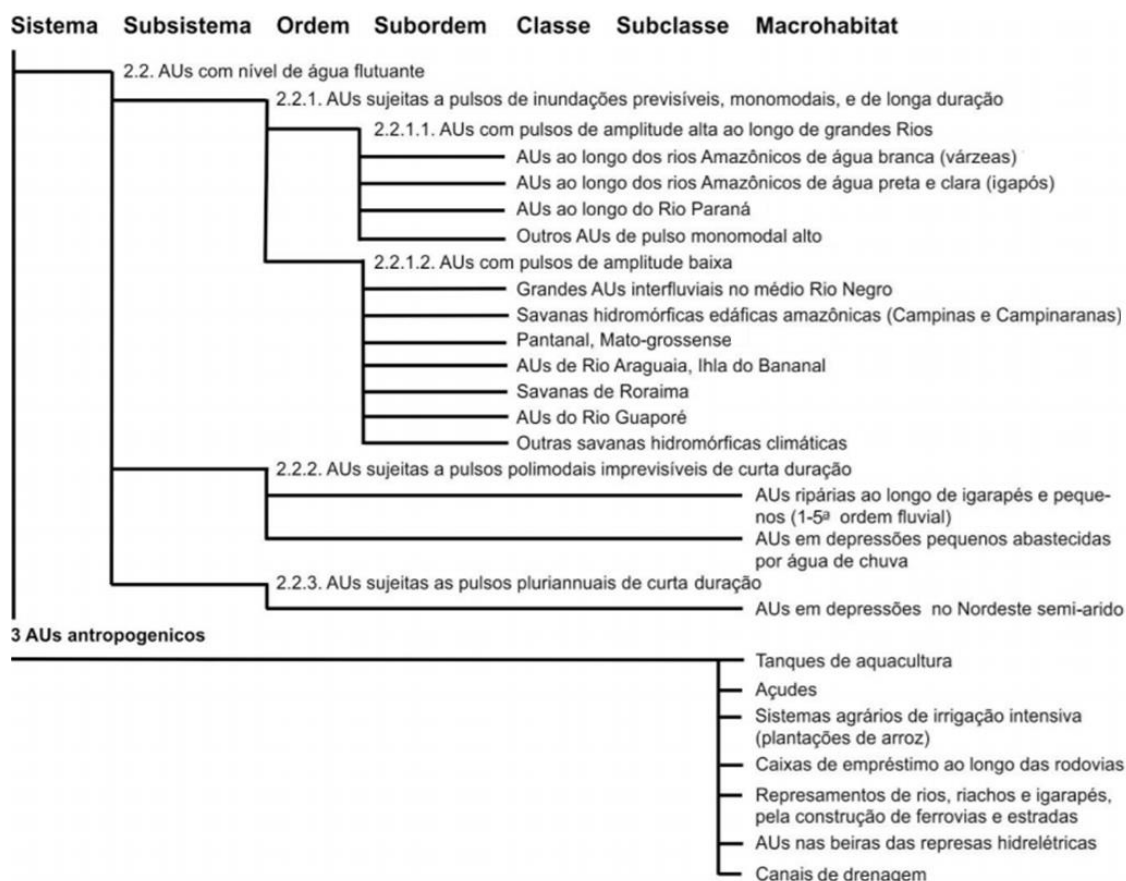 Sistema Subsistema Ordem Subordem Classe Subclasse Macrohabitat
2.2. AUs com nível de água flutuante
2.2.1. AUs sujeitas a pulsos de inundações previsíveis, monomodais, e de longa duração
2.2.1.1. AUs com pulsos de amplitude alta ao longo de grandes Rios
AUs ao longo dos rios Amazônicos de água branca (várzeas)
AUs ao longo dos rios Amazônicos de água preta e clara (igapós)
AUs ao longo do Rio Paraná
Outros AUs de pulso monomodal alto
2.2.1.2. AUs com pulsos de amplitude baixa
Grandes AUs interfluviais no médio Rio Negro
Savanas hidromórficas edáficas amazônicas (Campinas e Campinaranas)
Pantanal, Mato-grossense
AUs de Rio Araguaia, Ihla do Bananal
Savanas de Roraima
AUs do Rio Guaporé
Outras savanas hidromórficas climáticas
2.2.2. AUs sujeitas a pulsos polimodais imprevisíveis de curta duração
AUs ripárias ao longo de igarapés e peque-
nos (1-5ª ordem fluvial)
AUs em depressões pequenos abastecidas
por água de chuva
2.2.3. AUs sujeitas as pulsos pluriannuais de curta duração
AUs em depressões no Nordeste semi-arido
3 AUs antropogenicos
Tanques de aquacultura
Açudes
Sistemas agrários de irrigação intensiva
(plantações de arroz)
Caixas de empréstimo ao longo das rodovias
Represamentos de rios, riachos e igarapés,
pela construção de ferrovias e estradas
AUs nas beiras das represas hidrelétricas
Canais de drenagem